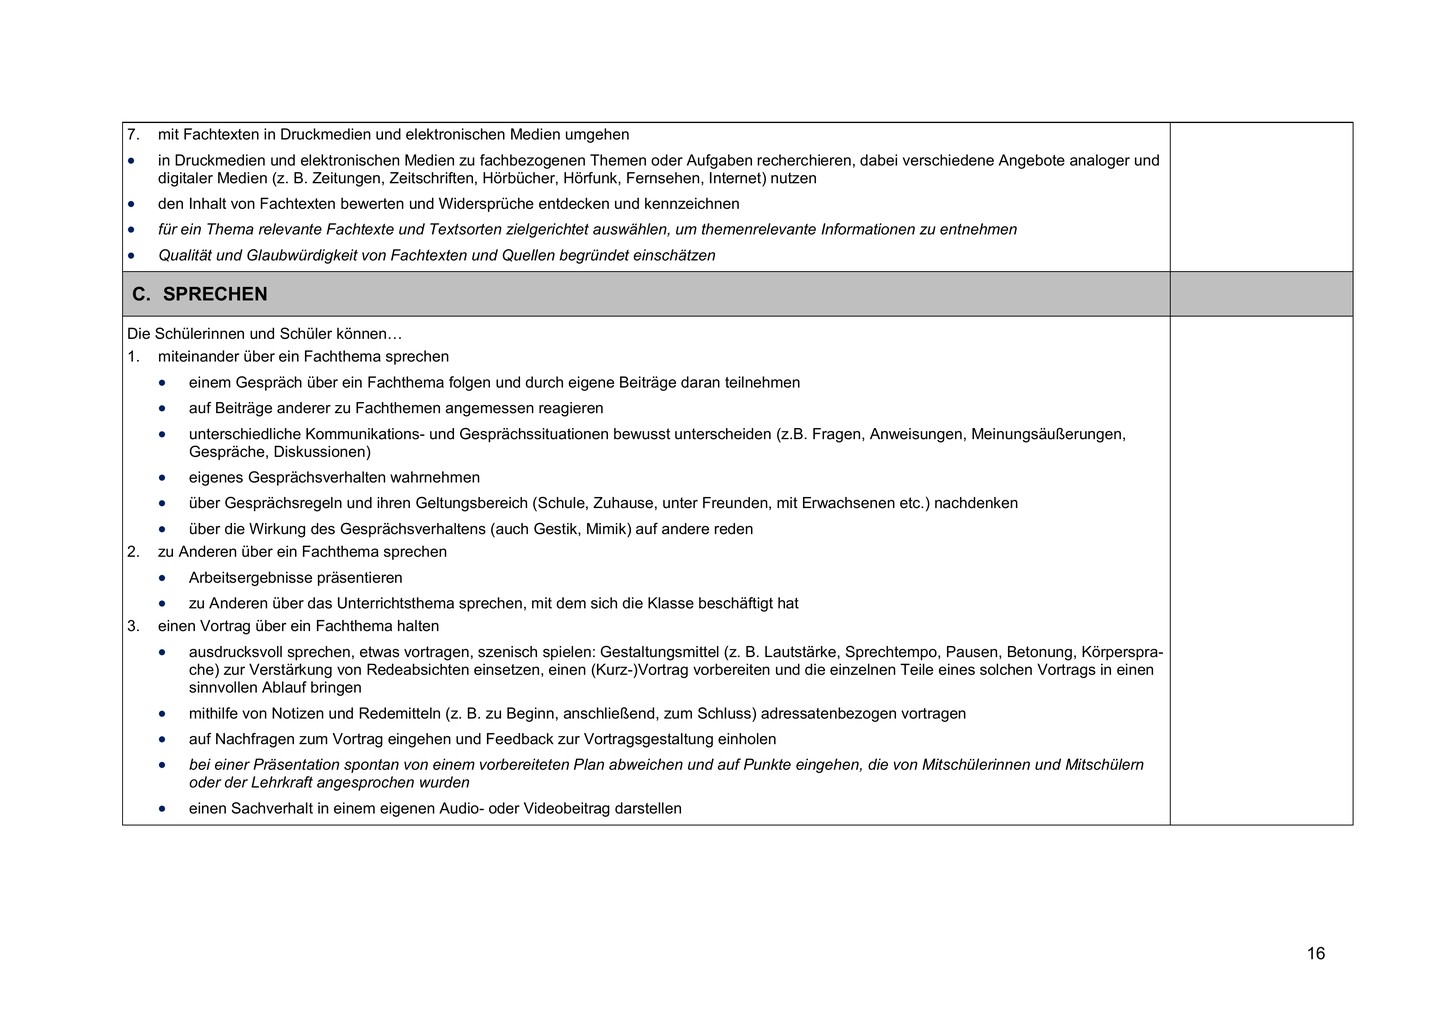 7. mit Fachtexten in Druckmedien und elektronischen Medien umgehen
• in Druckmedien und elektronischen Medien zu fachbezogenen Themen oder Aufgaben recherchieren, dabei verschiedene Angebote analoger und
digitaler Medien (z. B. Zeitungen, Zeitschriften, Hörbücher, Hörfunk, Fernsehen, Internet) nutzen
• den Inhalt von Fachtexten bewerten und Widersprüche entdecken und kennzeichnen
• für ein Thema relevante Fachtexte und Textsorten zielgerichtet auswählen, um themenrelevante Informationen zu entnehmen
• Qualität und Glaubwürdigkeit von Fachtexten und Quellen begründet einschätzen
C. SPRECHEN
Die Schülerinnen und Schüler können…
1. miteinander über ein Fachthema sprechen
• einem Gespräch über ein Fachthema folgen und durch eigene Beiträge daran teilnehmen
• auf Beiträge anderer zu Fachthemen angemessen reagieren
• unterschiedliche Kommunikations- und Gesprächssituationen bewusst unterscheiden (z.B. Fragen, Anweisungen, Meinungsäußerungen,
Gespräche, Diskussionen)
• eigenes Gesprächsverhalten wahrnehmen
• über Gesprächsregeln und ihren Geltungsbereich (Schule, Zuhause, unter Freunden, mit Erwachsenen etc.) nachdenken
• über die Wirkung des Gesprächsverhaltens (auch Gestik, Mimik) auf andere reden
2. zu Anderen über ein Fachthema sprechen
• Arbeitsergebnisse präsentieren
• zu Anderen über das Unterrichtsthema sprechen, mit dem sich die Klasse beschäftigt hat
3. einen Vortrag über ein Fachthema halten
• ausdrucksvoll sprechen, etwas vortragen, szenisch spielen: Gestaltungsmittel (z. B. Lautstärke, Sprechtempo, Pausen, Betonung, Körperspra-
che) zur Verstärkung von Redeabsichten einsetzen, einen (Kurz-)Vortrag vorbereiten und die einzelnen Teile eines solchen Vortrags in einen
sinnvollen Ablauf bringen
• mithilfe von Notizen und Redemitteln (z. B. zu Beginn, anschließend, zum Schluss) adressatenbezogen vortragen
• auf Nachfragen zum Vortrag eingehen und Feedback zur Vortragsgestaltung einholen
• bei einer Präsentation spontan von einem vorbereiteten Plan abweichen und auf Punkte eingehen, die von Mitschülerinnen und Mitschülern
oder der Lehrkraft angesprochen wurden
• einen Sachverhalt in einem eigenen Audio- oder Videobeitrag darstellen
16